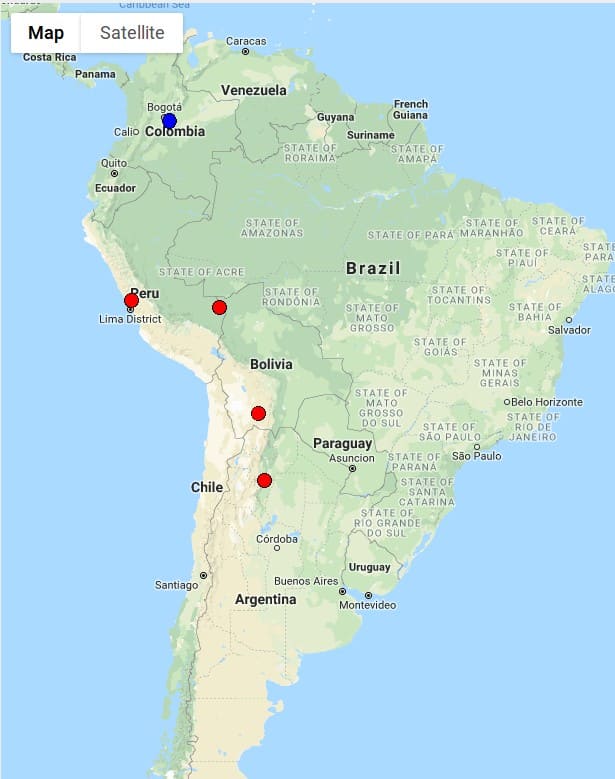 Caribbean Sea
Map
Satellite
Costa Rica
Panama
Caracas
Venezuela
Bogotá
Calio
Colombia
Guyana
French
Guiana
Suriname
Quito
Ecuador
STATE OF
RORAIMA
STATE OF
AMAPÁ
STATE OF
AMAZONAS
STATE OF PARÁ
STATE OF
MARANHÃO
STATE OF
CEARÁ
STATE OF
PIAUÍ
STATE
PARA
STATE
ALAGO
Brazil
STATE OF ACRE
Peru
Lima District
STATE OF
RONDÔNIA
STATE OF
TOCANTINS
STATE OF
MATO
GROSSO
STATE OF
BAHIA
Salvador
STATE OF
GOIÁS
Bolivia
STATE OF
MINAS
GERAIS
STATE OF
MATO
GROSSO
DO SUL
Belo Horizonte
STATE OF
RIO DE
JANEIRO
STATE OF
SÃO PAULO
São Paulo
Paraguay
Asuncion
STATE OF
PARANÁ
STATE OF
SANTA
CATARINA
Chile
STATE OF
RIO GRANDE
DO SUL
Córdoba
Uruguay
Santiago
Buenos Aires
Montevideo
Argentina